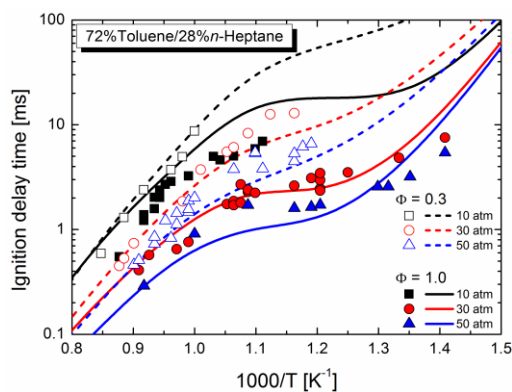 72%Toluene/28%n-Heptane
Ignition delay time [ms]
100
10
1
0.1
Φ = 0.3
10 atm
30 atm
50 atm
Φ = 1.0
10 atm
30 atm
50 atm
0.8 0.9 1.0 1.1 1.2 1.3 1.4 1.5
1000/T [K⁻¹]